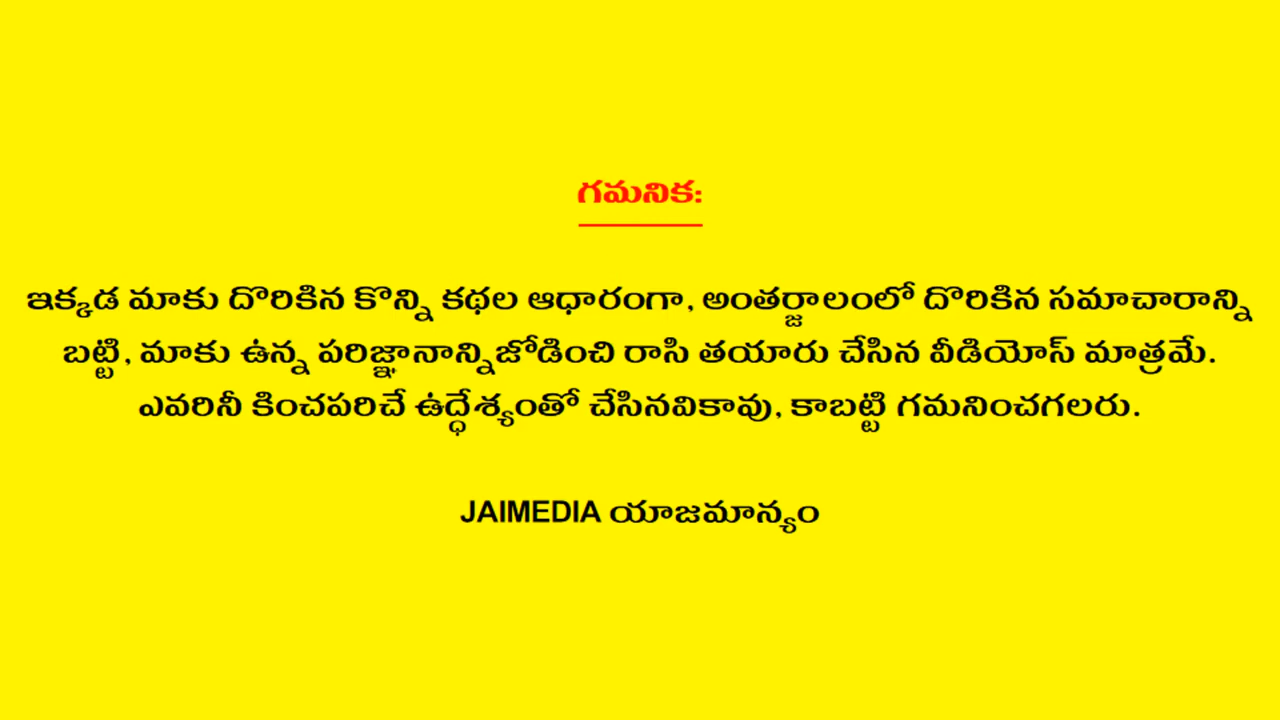 గమనిక:
ఇక్కడ మాకు దొరికిన కొన్ని కథల ఆధారంగా, అంతర్జాలంలో దొరికిన సమాచారాన్ని
బట్టి, మాకు ఉన్న పరిజ్ఞానాన్నిజోడించి రాసి తయారు చేసిన వీడియోస్ మాత్రమే.
ఎవరినీ కించపరిచే ఉద్ధేశ్యంతో చేసినవికావు, కాబట్టి గమనించగలరు.
JAIMEDIA యాజమాన్యం